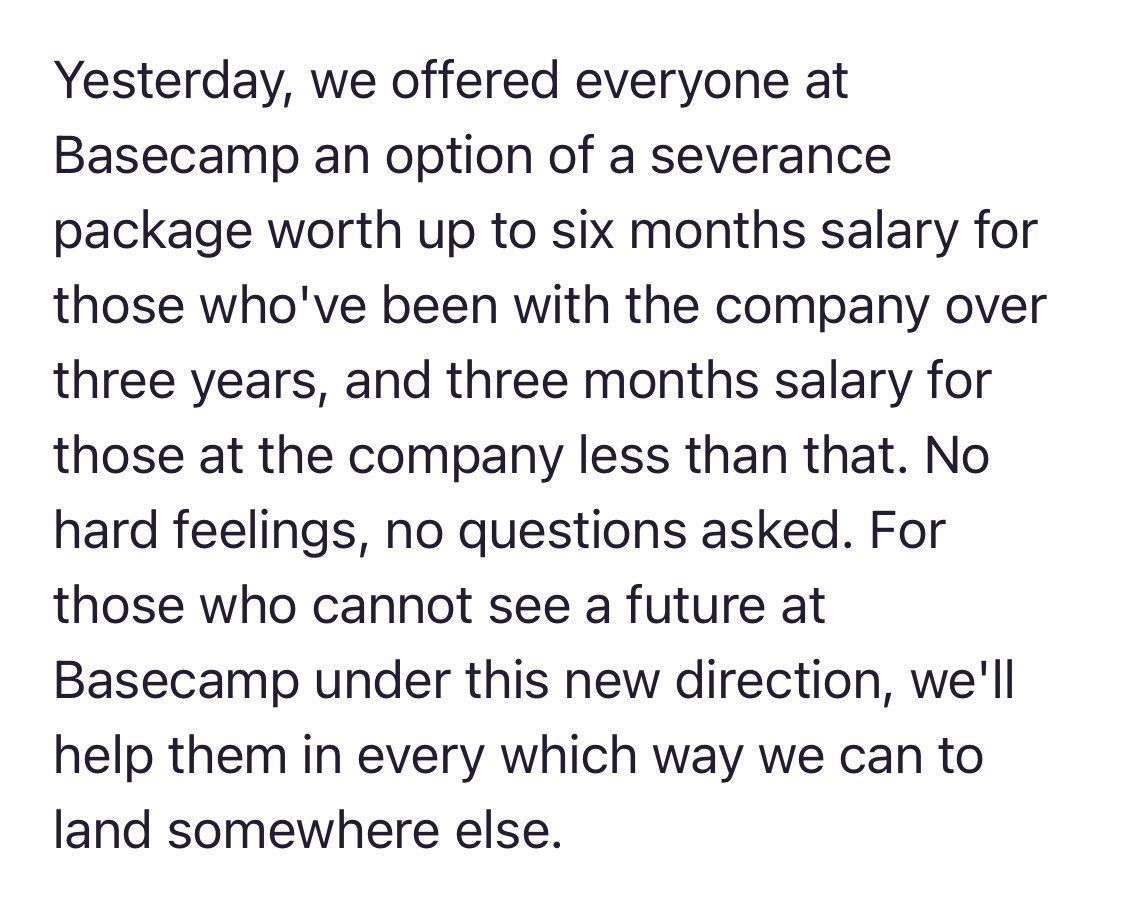 Yesterday, we offered everyone at
Basecamp an option of a severance
package worth up to six months salary for
those who've been with the company over
three years, and three months salary for
those at the company less than that. No
hard feelings, no questions asked. For
those who cannot see a future at
Basecamp under this new direction, we'll
help them in every which way we can to
land somewhere else.